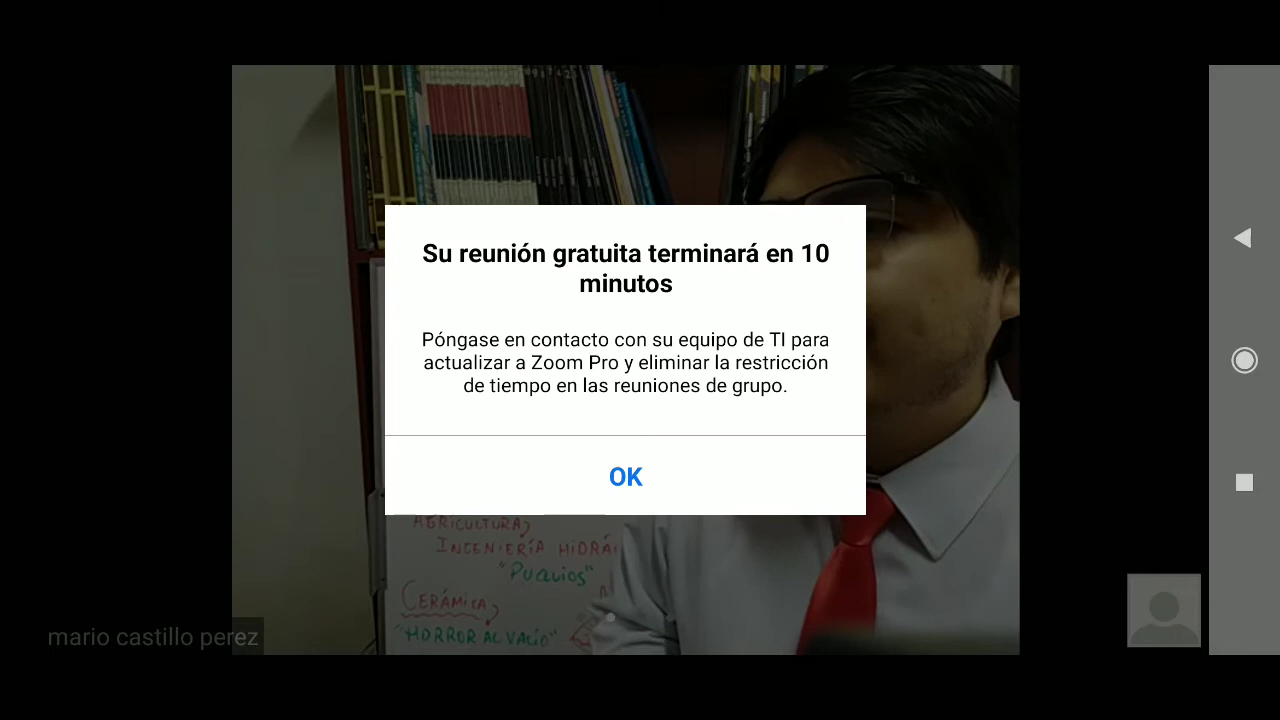 Su reunión gratuita terminará en 10
minutos
Póngase en contacto con su equipo de TI para
actualizar a Zoom Pro y eliminar la restricción
de tiempo en las reuniones de grupo.
OK
AGRICULTURA
INGENIERÍA HIDRÁ
"PUQUIOS"
CERÁMICA
"HORROR AL VACÍO"
mario castillo perez